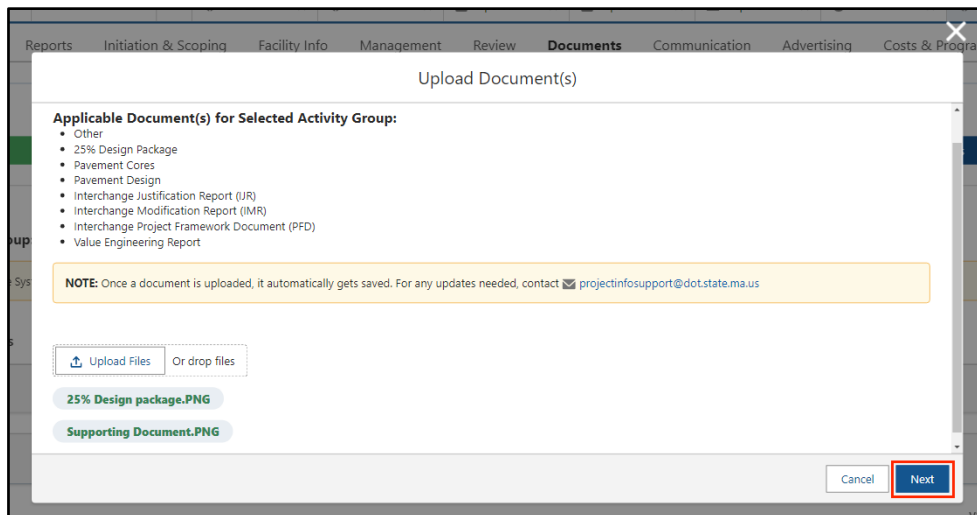 Reports Initiation & Scoping Facility Info Management Review Documents Communication Advertising Costs & Progra
Upload Document(s)
Applicable Document(s) for Selected Activity Group:
• Other
• 25% Design Package
• Pavement Cores
• Pavement Design
• Interchange Justification Report (IJR)
• Interchange Modification Report (IMR)
• Interchange Project Framework Document (PFD)
• Value Engineering Report
oup:
e Sys
NOTE: Once a document is uploaded, it automatically gets saved. For any updates needed, contact projectinfosupport@dot.state.ma.us
s
Upload Files Or drop files
25% Design package.PNG
Supporting Document.PNG
Cancel Next